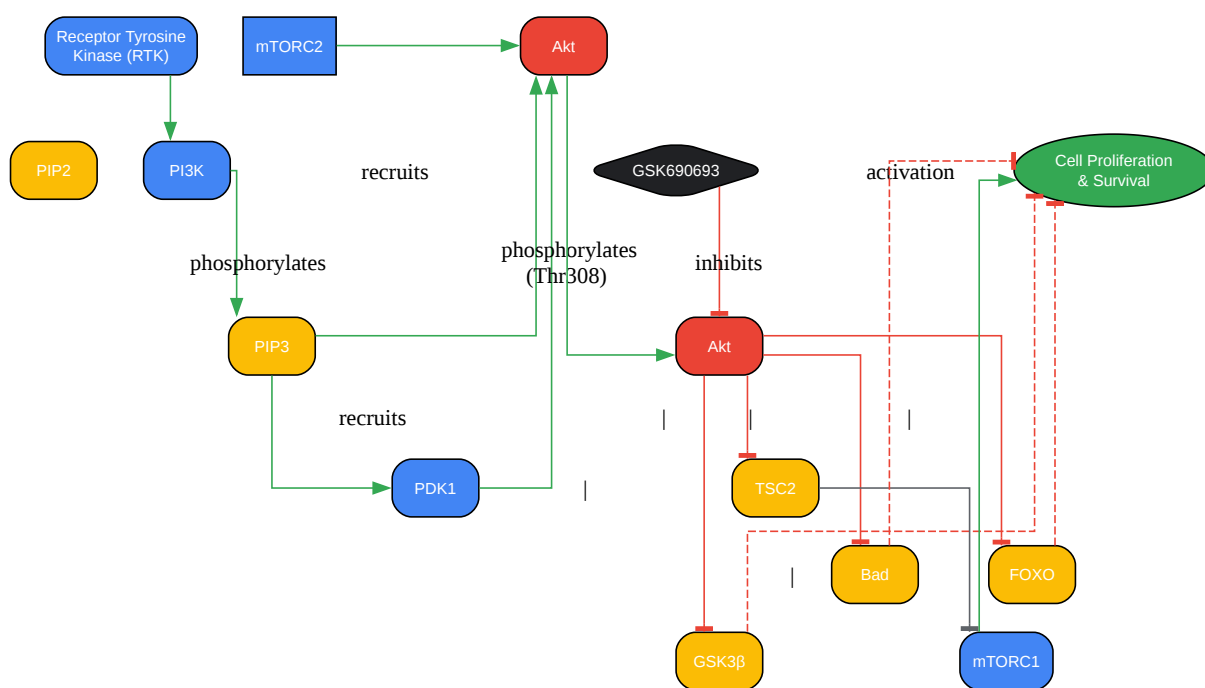 Receptor Tyrosine
Kinase (RTK)
mTORC2
Akt
PIP2
PI3K
recruits
GSK690693
activation
Cell Proliferation
& Survival
phosphorylates
phosphorylates
(Thr308)
inhibits
PIP3
Akt
recruits
|
|
|
PDK1
|
TSC2
|
Bad
FOXO
GSK3β
mTORC1